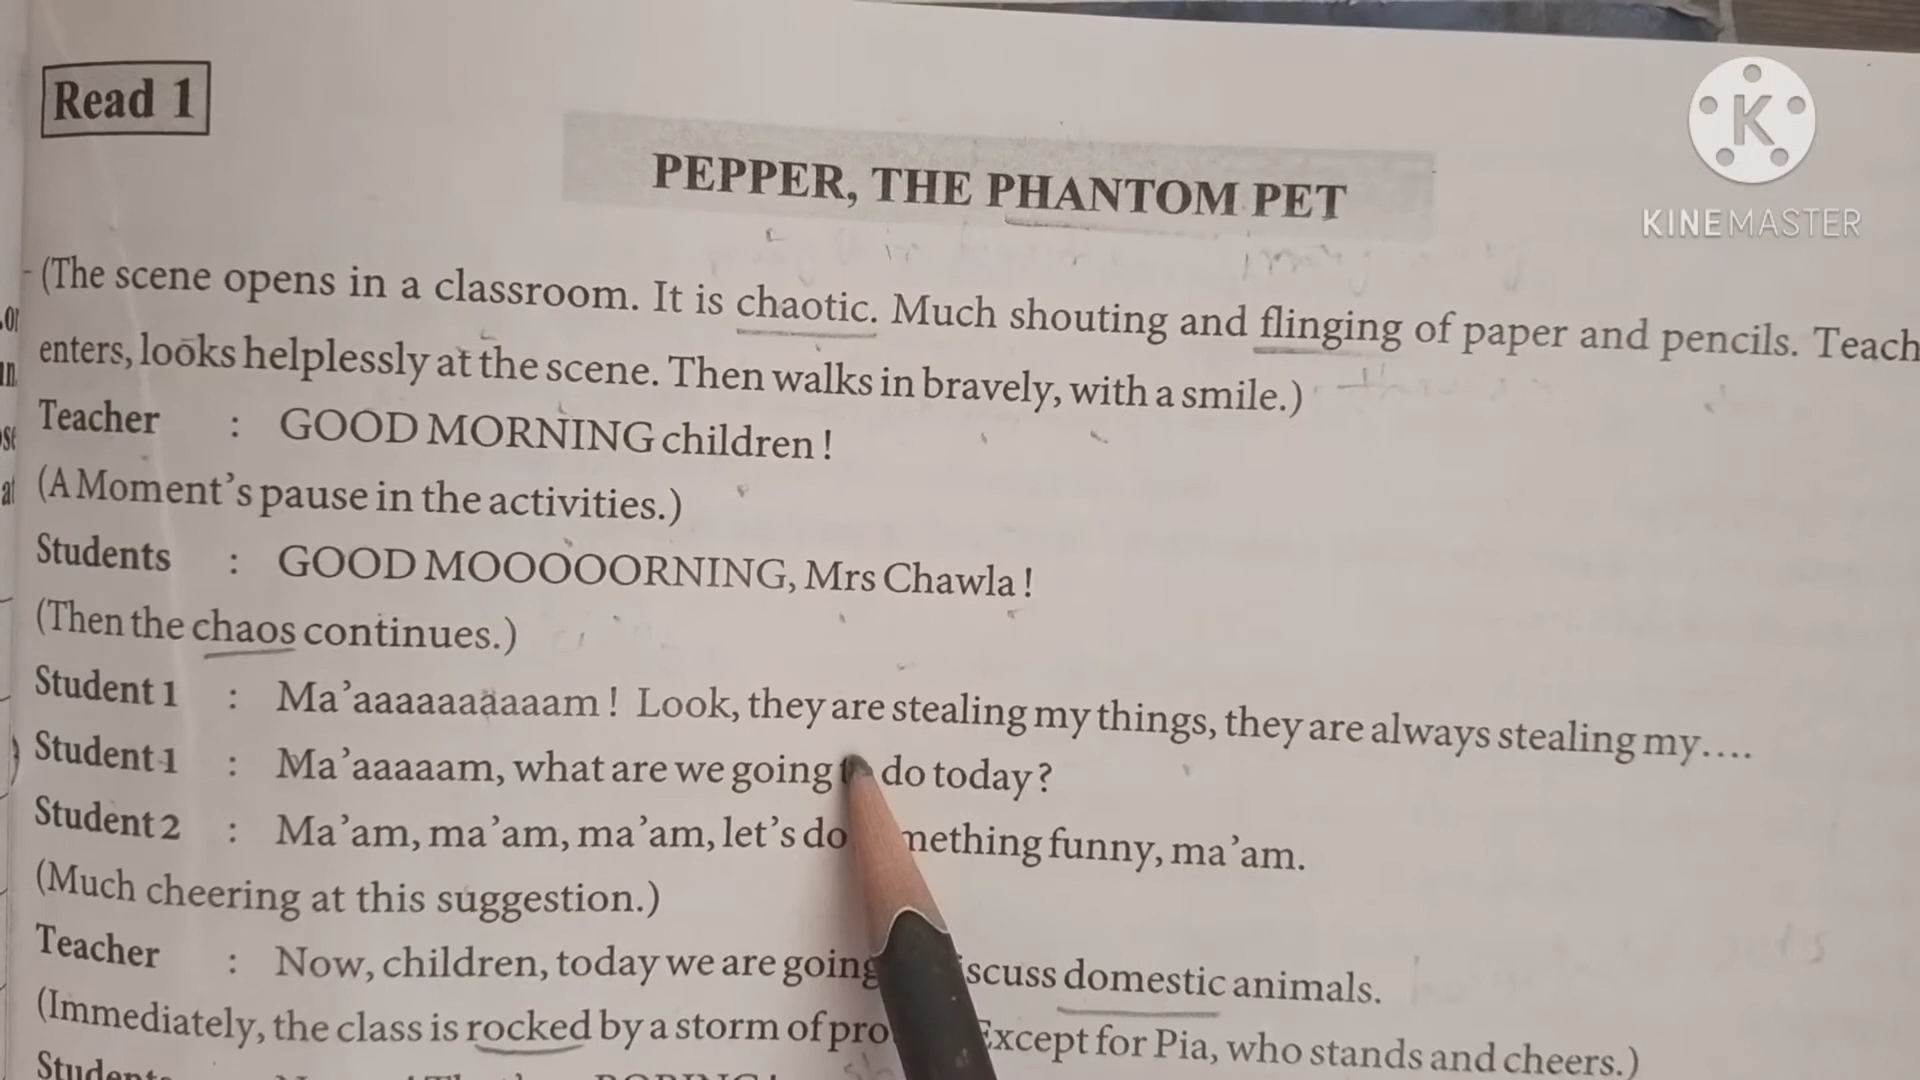 Read 1
K
KINEMASTER
PEPPER, THE PHANTOM PET
(The scene opens in a classroom. It is chaotic. Much shouting and flinging of paper and pencils. Teach
enters, looks helplessly at the scene. Then walks in bravely, with a smile.)
Teacher : GOOD MORNING children !
(A Moment's pause in the activities.)
Students : GOOD MOOOOORNING, Mrs Chawla !
(Then the chaos continues.)
Student 1 : Ma'aaaaaaaaaaam ! Look, they are stealing my things, they are always stealing my....
Student 1 : Ma'aaaaam, what are we going do today?
Student 2 : Ma'am, ma'am, ma'am, let's do mething funny, ma'am.
(Much cheering at this suggestion.)
Teacher : Now, children, today we are going iscuss domestic animals.
(Immediately, the class is rocked by a storm of pro Except for Pia, who stands and cheers.)